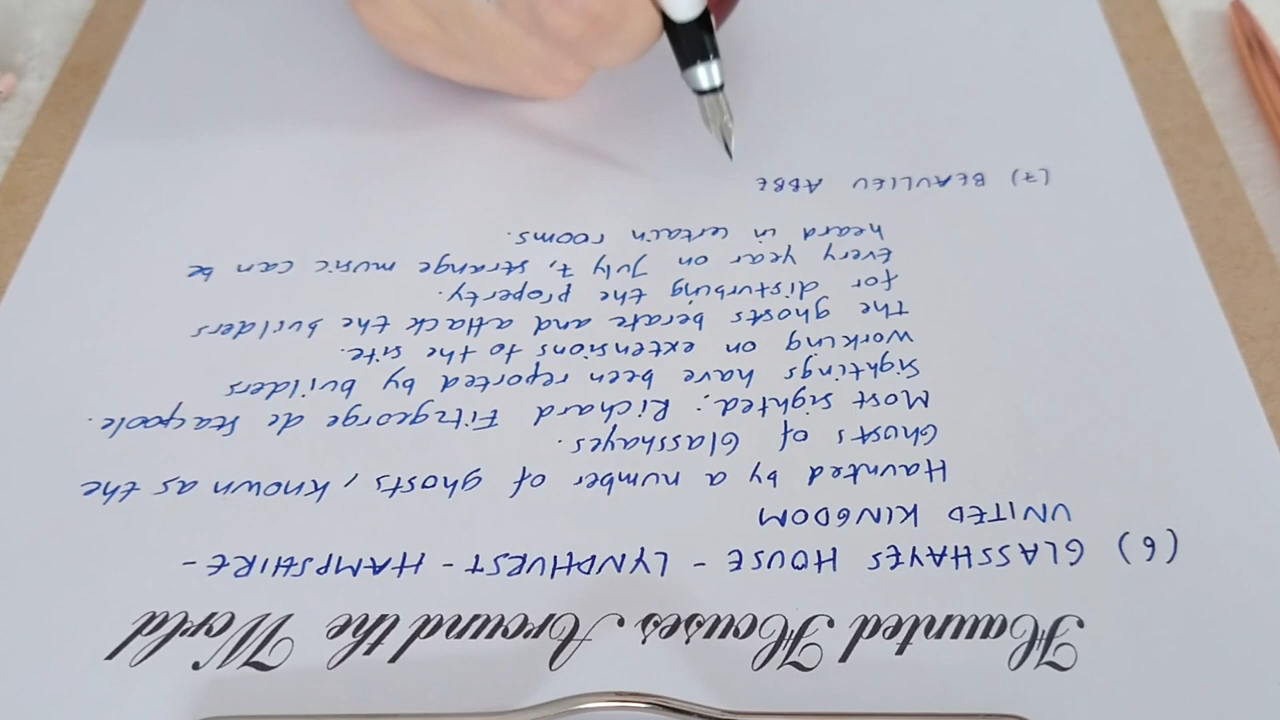 Haunted Houses Around the World
(6) GLASSHAYES HOUSE - LYNDHURST - HAMPSHIRE -
UNITED KINGDOM
Haunted by a number of ghosts, known as the
Ghosts of Glasshayes.
Most sighted: Richard Fitzgeorge de Stacpoole.
Sightings have been reported by builders
working on extensions to the site.
The ghosts berate and attack the builders
for disturbing the property.
Every year on July 7, strange music can be
heard in certain rooms.
(7) BEAULIEU ABBE